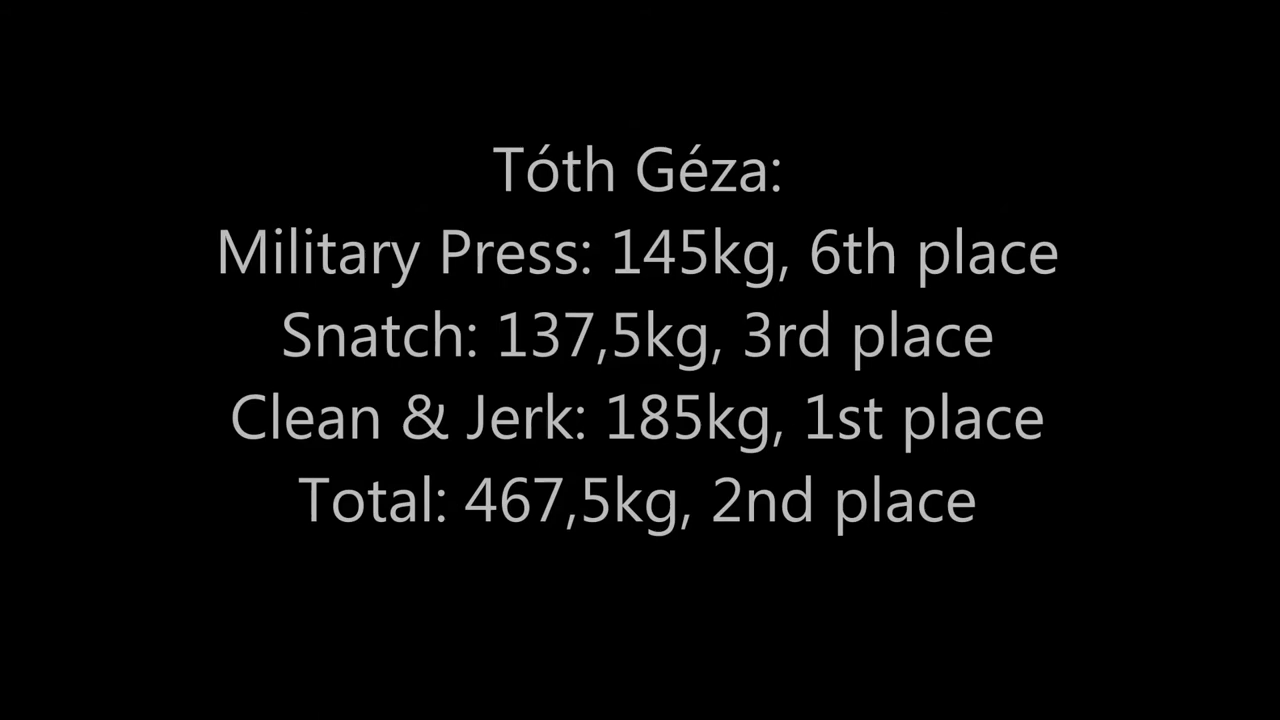 Tóth Géza:
Military Press: 145kg, 6th place
Snatch: 137,5kg, 3rd place
Clean & Jerk: 185kg, 1st place
Total: 467,5kg, 2nd place